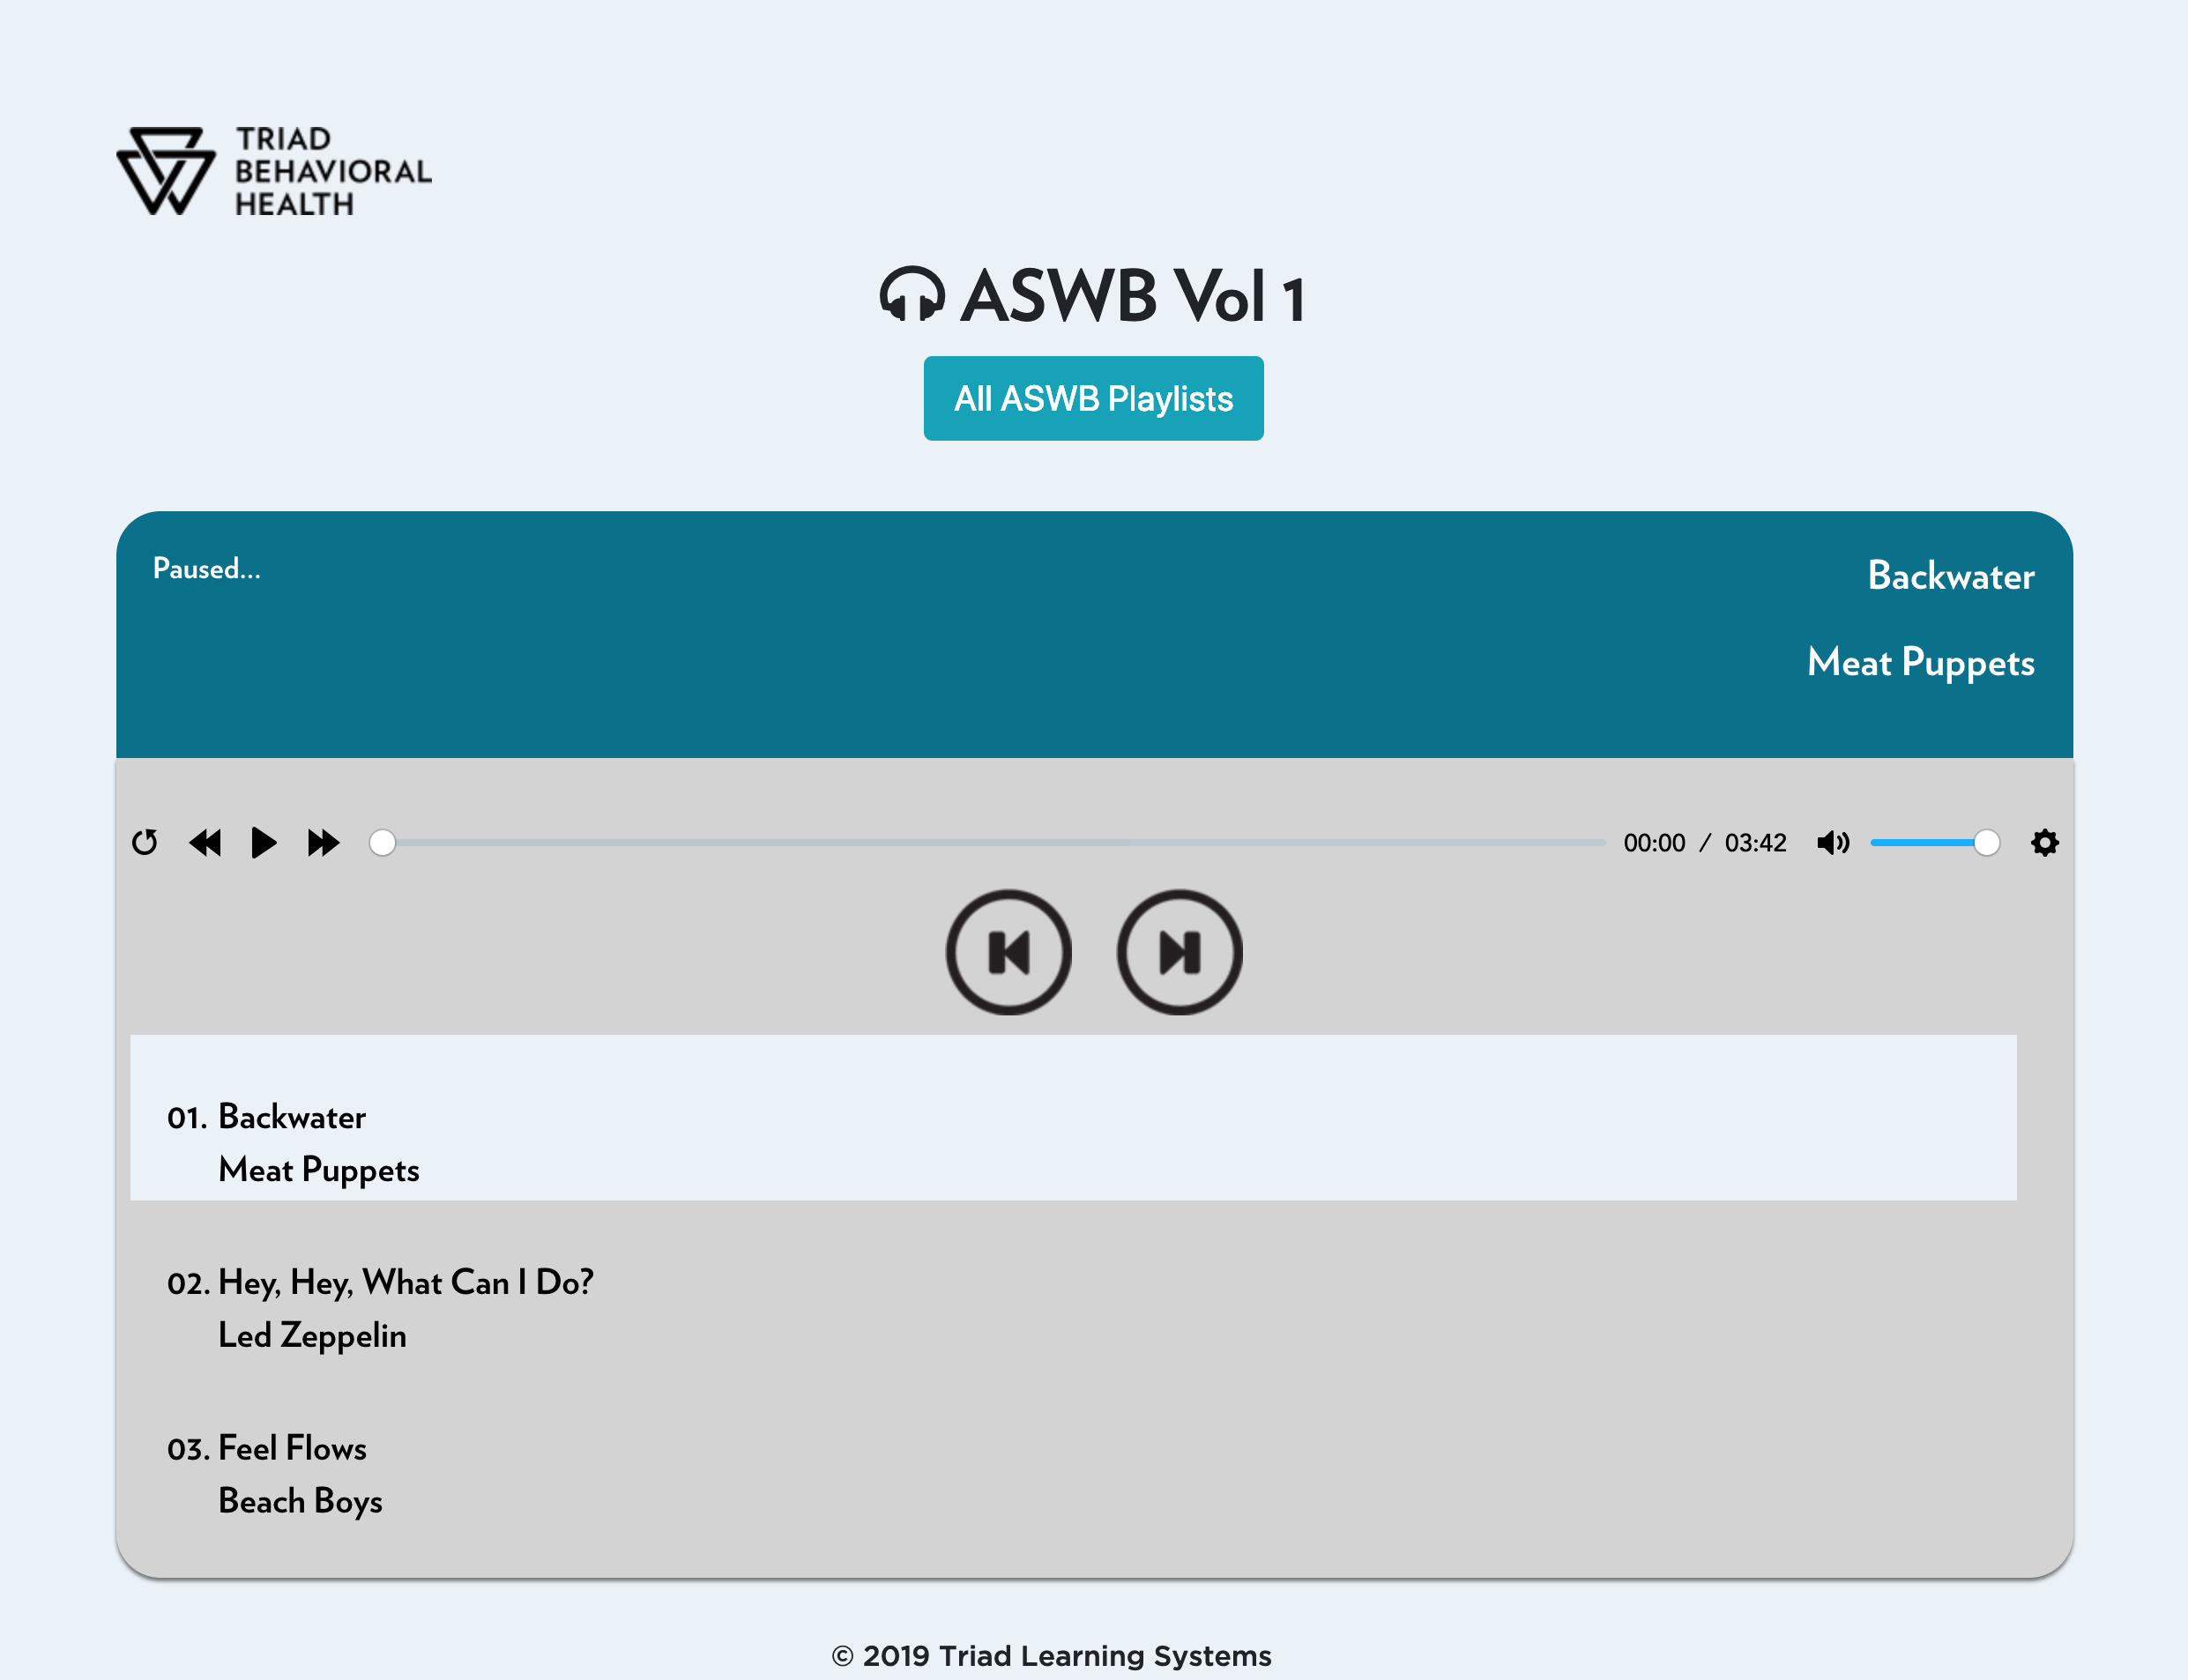 TRIAD
BEHAVIORAL
HEALTH
ASWB Vol 1
All ASWB Playlists
Paused...
Backwater
Meat Puppets
00:00 / 03:42
01. Backwater
Meat Puppets
02. Hey, Hey, What Can I Do?
Led Zeppelin
03. Feel Flows
Beach Boys
© 2019 Triad Learning Systems